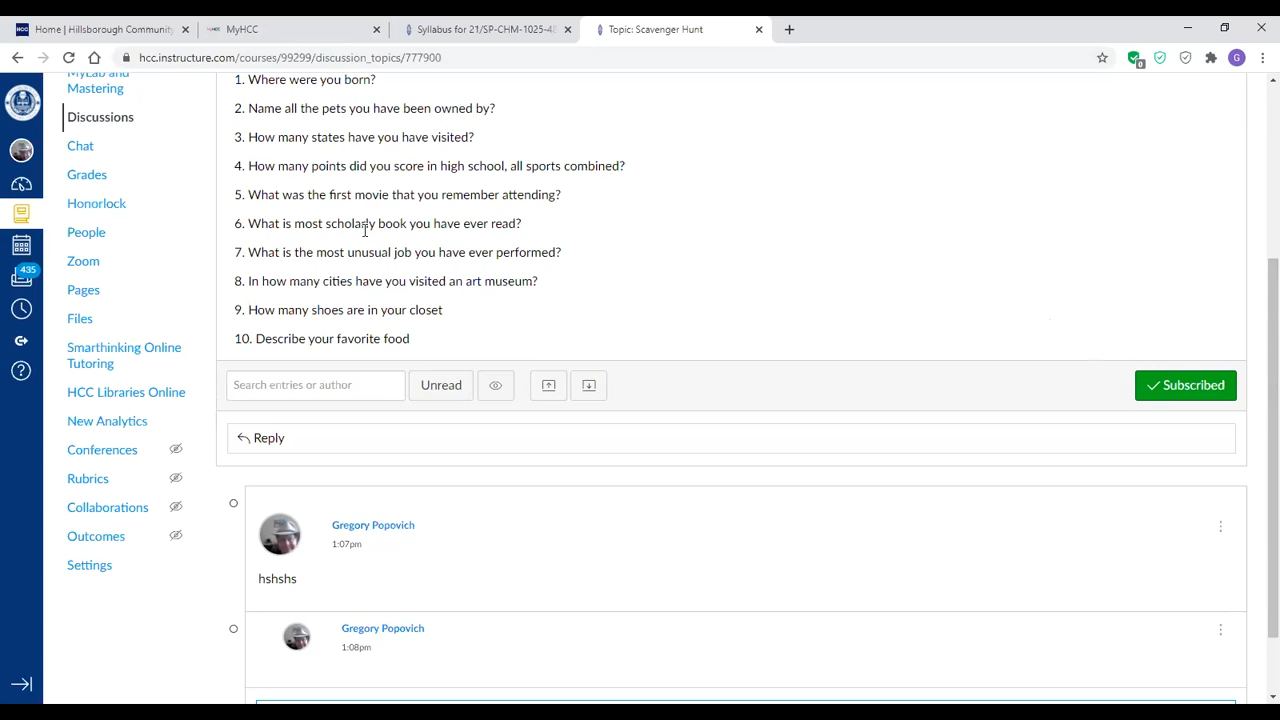 Home | Hillsborough Community
MyHCC
Syllabus for 21/SP-CHM-1025-48
Topic: Scavenger Hunt
hcc.instructure.com/courses/99299/discussion_topics/777900
0
G
MyLab and
Mastering
Discussions
Chat
Grades
Honorlock
People
Zoom
Pages
Files
Smarthinking Online
Tutoring
HCC Libraries Online
New Analytics
Conferences
Rubrics
Collaborations
Outcomes
Settings
435
1. Where were you born?
2. Name all the pets you have been owned by?
3. How many states have you have visited?
4. How many points did you score in high school, all sports combined?
5. What was the first movie that you remember attending?
6. What is most scholarly book you have ever read?
7. What is the most unusual job you have ever performed?
8. In how many cities have you visited an art museum?
9. How many shoes are in your closet
10. Describe your favorite food
Search entries or author
Unread
Subscribed
Reply
Gregory Popovich
1:07pm
hshshs
Gregory Popovich
1:08pm